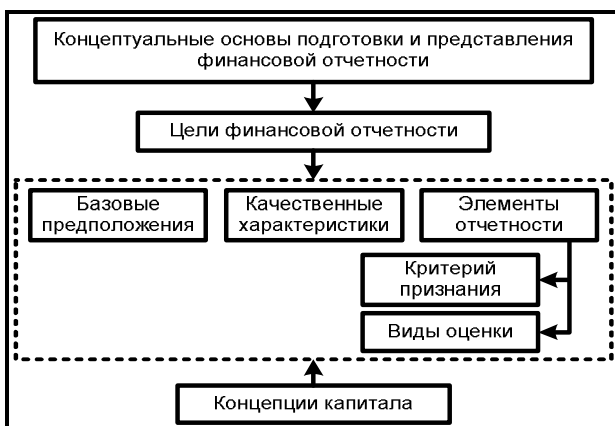 Концептуальные основы подготовки и представления
финансовой отчетности
Цели финансовой отчетности
Базовые
предположения
Качественные
характеристики
Элементы
отчетности
Критерий
признания
Виды оценки
Концепции капитала